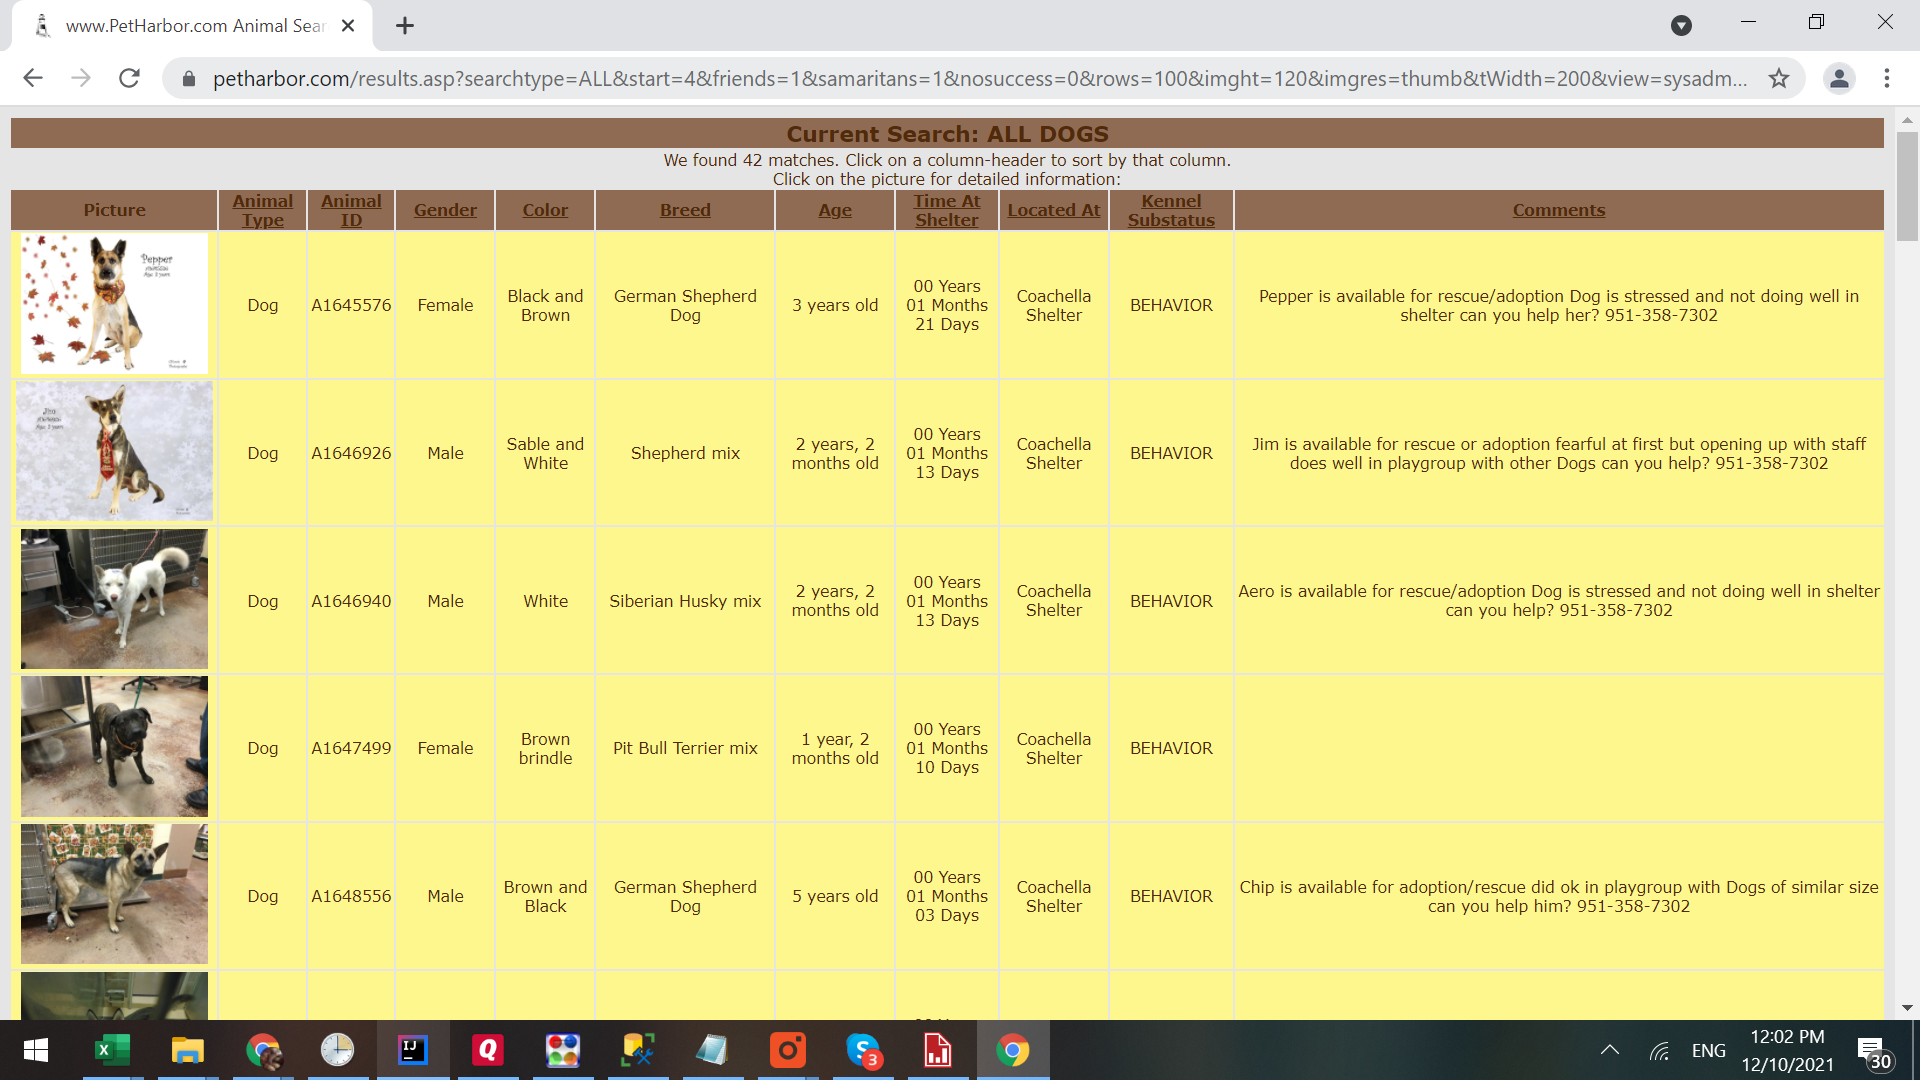 www.PetHarbor.com Animal Sear
petharbor.com/results.asp?searchtype=ALL&start=4&friends=1&samaritans=1&nosuccess=0&rows=100&imght=120&imgres=thumb&tWidth=200&view=sysadm...
Current Search: ALL DOGS
We found 42 matches. Click on a column-header to sort by that column.
Click on the picture for detailed information:
Picture
Animal
Type
Animal
ID
Gender
Color
Breed
Age
Time At
Shelter
Located At
Kennel
Substatus
Comments
Pepper
Dog
A1645576
Female
Black and
Brown
German Shepherd
Dog
3 years old
00 Years
01 Months
21 Days
Coachella
Shelter
BEHAVIOR
Pepper is available for rescue/adoption Dog is stressed and not doing well in
shelter can you help her? 951-358-7302
Jim
Dog
A1646926
Male
Sable and
White
Shepherd mix
2 years, 2
months old
00 Years
01 Months
13 Days
Coachella
Shelter
BEHAVIOR
Jim is available for rescue or adoption fearful at first but opening up with staff
does well in playgroup with other Dogs can you help? 951-358-7302
Dog
A1646940
Male
White
Siberian Husky mix
2 years, 2
months old
00 Years
01 Months
13 Days
Coachella
Shelter
BEHAVIOR
Aero is available for rescue/adoption Dog is stressed and not doing well in shelter
can you help? 951-358-7302
Dog
A1647499
Female
Brown
brindle
Pit Bull Terrier mix
1 year, 2
months old
00 Years
01 Months
10 Days
Coachella
Shelter
BEHAVIOR
Dog
A1648556
Male
Brown and
Black
German Shepherd
Dog
5 years old
00 Years
01 Months
03 Days
Coachella
Shelter
BEHAVIOR
Chip is available for adoption/rescue did ok in playgroup with Dogs of similar size
can you help him? 951-358-7302
X
IJ
Q
S
3
ENG
12:02 PM
12/10/2021
30